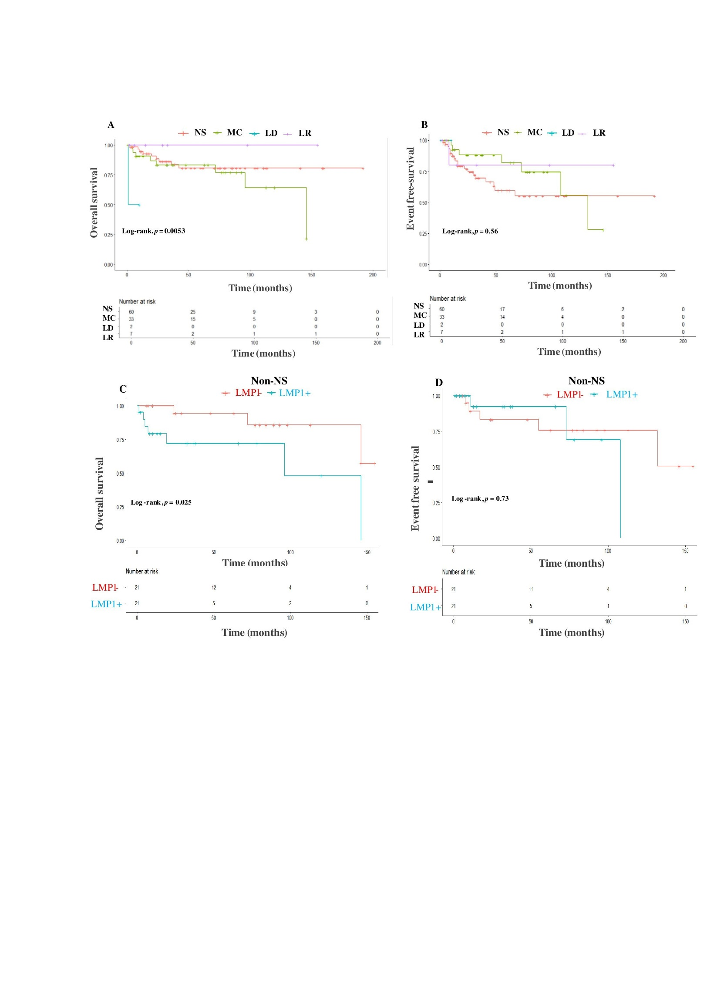 A
NS MC LD LR
1.00
0.75
0.50
0.25
0.00
Overall survival
Log-rank, p = 0.0053
0 50 100 150 200
Time (months)
Number at risk
NS 60 25 9 3 0
MC 33 15 5 0 0
LD 2 0 0 0 0
LR 7 2 1 1 0
0 50 100 150 200
Time (months)
B
NS MC LD LR
1.00
0.75
0.50
0.25
0.00
Event free-survival
Log-rank, p = 0.56
0 50 100 150 200
Time (months)
Number at risk
NS 60 17 6 2 0
MC 33 14 4 0 0
LD 2 0 0 0 0
LR 7 2 1 1 0
0 50 100 150 200
Time (months)
C
Non-NS
LMP1- LMP1+
1.00
0.75
0.50
0.25
0.00
Overall survival
Log-rank, p = 0.025
0 50 100 150
Time (months)
Number at risk
LMP1- 21 12 4 1
LMP1+ 21 5 2 0
0 50 100 150
Time (months)
D
Non-NS
LMP1- LMP1+
1.00
0.75
0.50
0.25
0.00
Event free survival
Log-rank, p = 0.73
0 50 100 150
Time (months)
Number at risk
LMP1- 21 11 4 1
LMP1+ 21 5 1 0
0 50 100 150
Time (months)